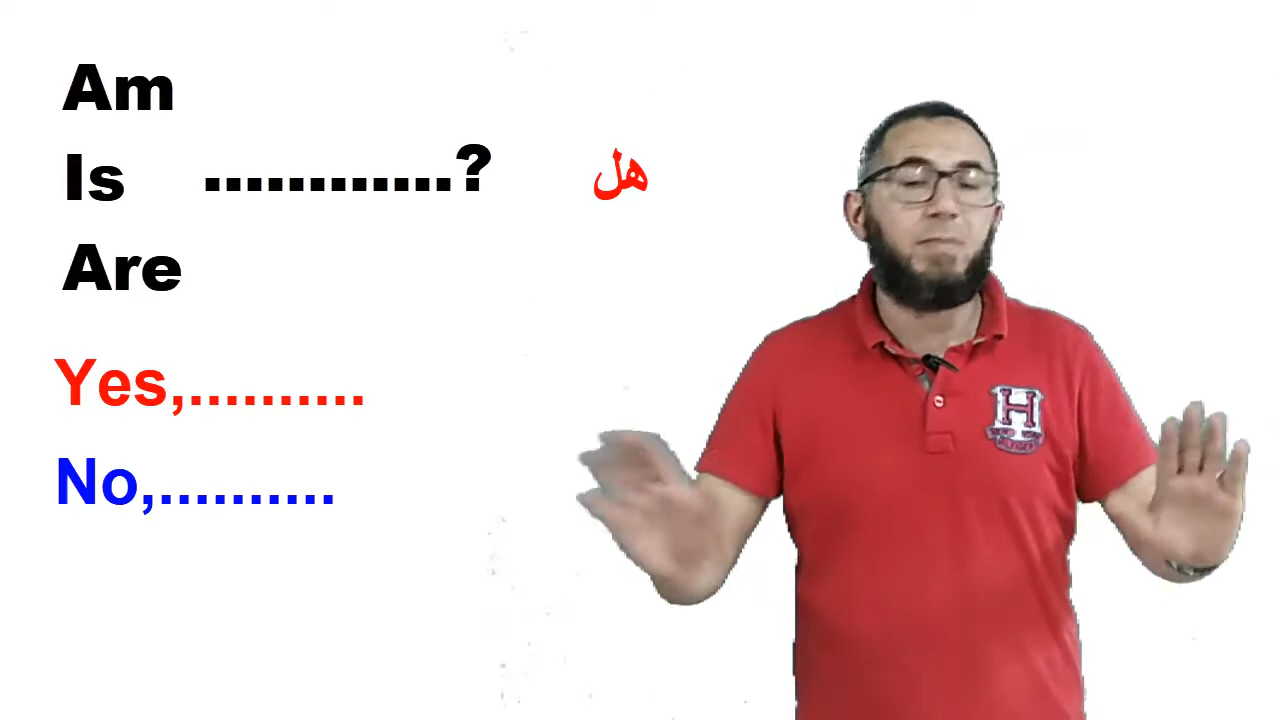 Am
Is ............? هل
Are
Yes,..........
No,..........
H